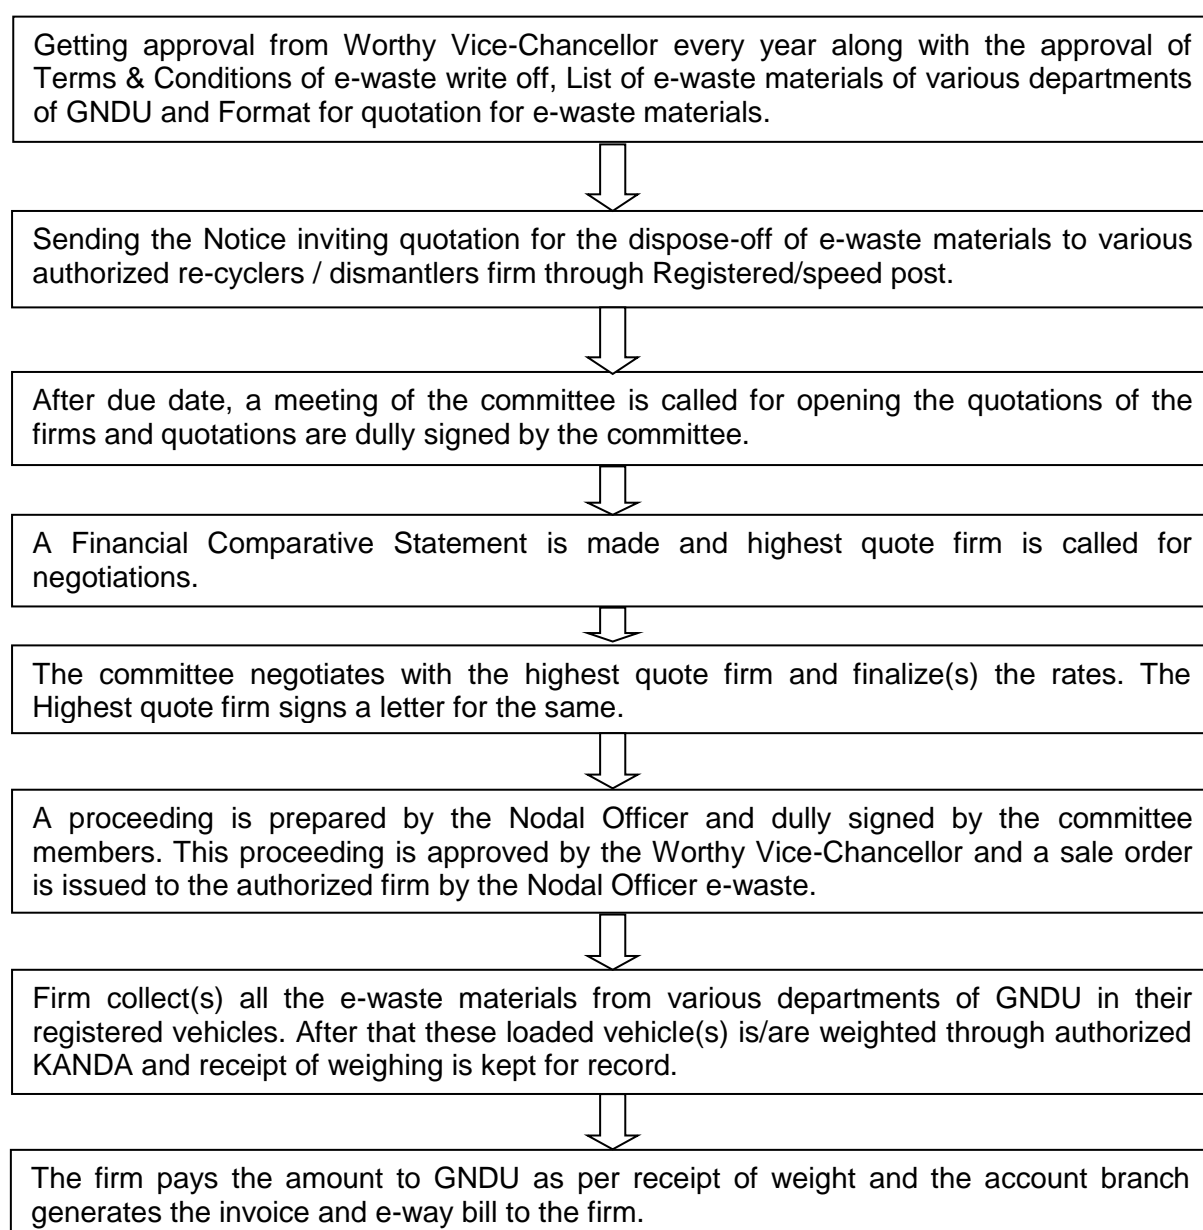 Getting approval from Worthy Vice-Chancellor every year along with the approval of
Terms & Conditions of e-waste write off, List of e-waste materials of various departments
of GNDU and Format for quotation for e-waste materials.
Sending the Notice inviting quotation for the dispose-off of e-waste materials to various
authorized re-cyclers / dismantlers firm through Registered/speed post.
After due date, a meeting of the committee is called for opening the quotations of the
firms and quotations are dully signed by the committee.
A Financial Comparative Statement is made and highest quote firm is called for
negotiations.
The committee negotiates with the highest quote firm and finalize(s) the rates. The
Highest quote firm signs a letter for the same.
A proceeding is prepared by the Nodal Officer and dully signed by the committee
members. This proceeding is approved by the Worthy Vice-Chancellor and a sale order
is issued to the authorized firm by the Nodal Officer e-waste.
Firm collect(s) all the e-waste materials from various departments of GNDU in their
registered vehicles. After that these loaded vehicle(s) is/are weighted through authorized
KANDA and receipt of weighing is kept for record.
The firm pays the amount to GNDU as per receipt of weight and the account branch
generates the invoice and e-way bill to the firm.